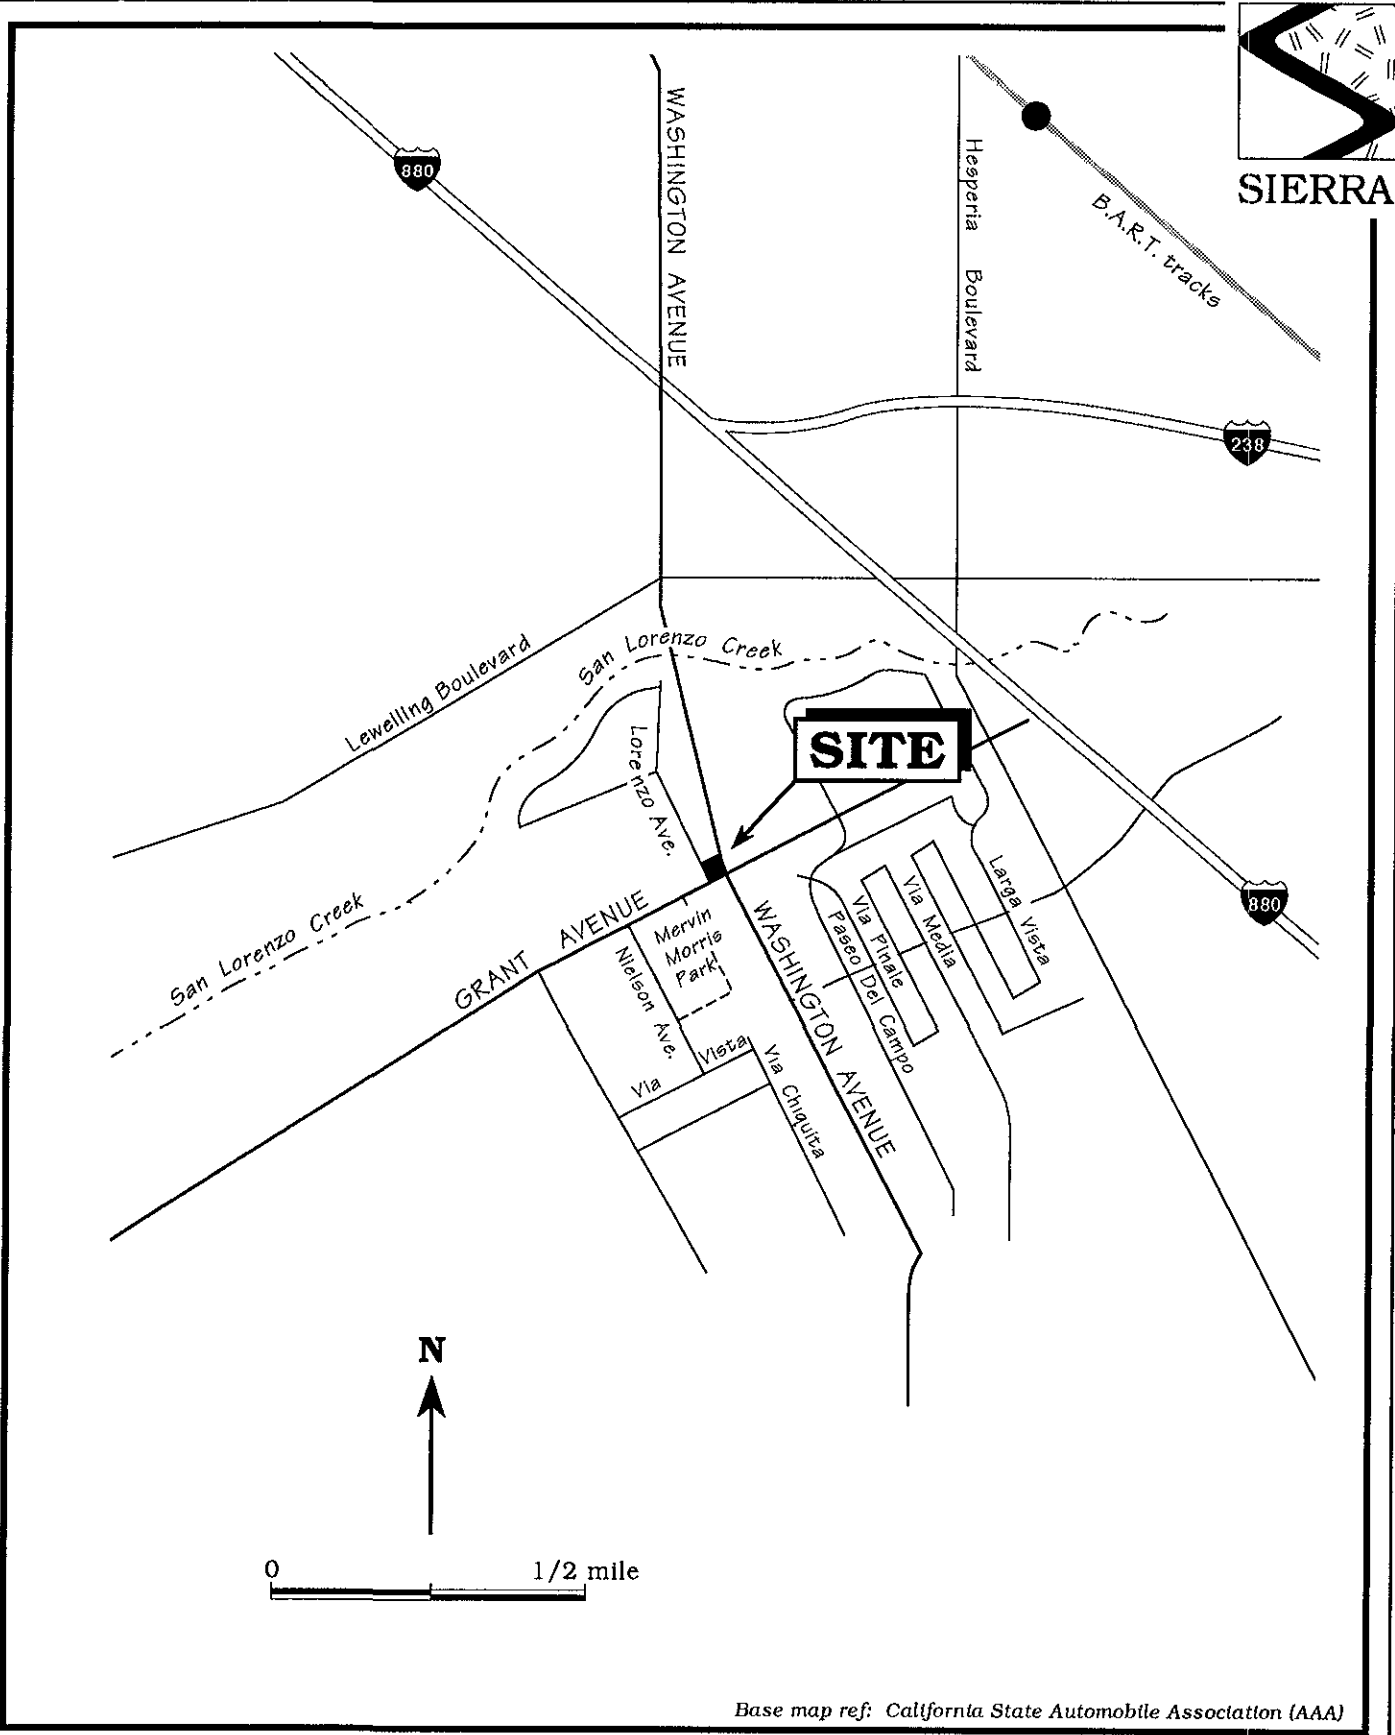 SIERRA
880
WASHINGTON AVENUE
Hesperia Boulevard
B.A.R.T. tracks
238
San Lorenzo Creek
Lewelling Boulevard
SITE
Lorenzo Ave.
880
San Lorenzo Creek
GRANT AVENUE
Mervin
Morris
Park
Nielson Ave.
WASHINGTON AVENUE
Paseo Del Campo
Via Pinale
Via Media
Larga Vista
Via Vista
Via Chiquita
N
0 1/2 mile
Base map ref: California State Automobile Association (AAA)